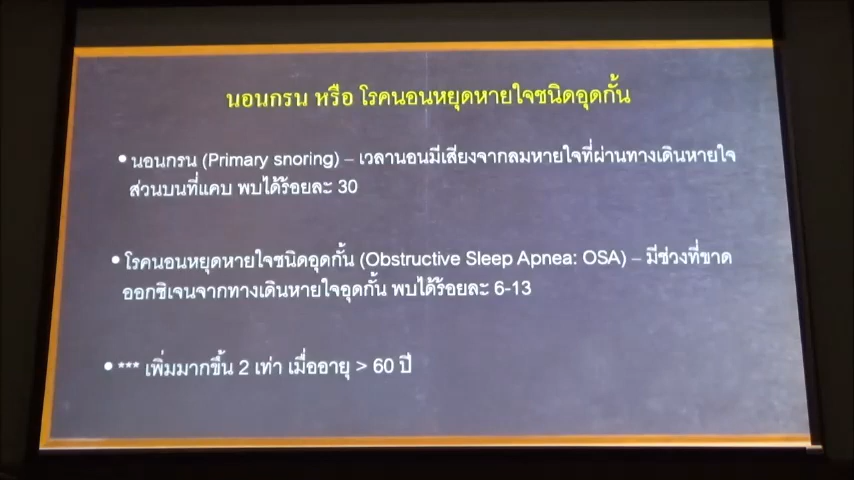 นอนกรน หรือ โรคนอนหยุดหายใจชนิดอุดกั้น
• นอนกรน (Primary snoring) – เวลานอนมีเสียงจากลมหายใจที่ผ่านทางเดินหายใจ
ส่วนบนที่แคบ พบได้ร้อยละ 30
• โรคนอนหยุดหายใจชนิดอุดกั้น (Obstructive Sleep Apnea: OSA) – มีช่วงที่ขาด
ออกซิเจนจากทางเดินหายใจอุดกั้น พบได้ร้อยละ 6-13
• *** เพิ่มมากขึ้น 2 เท่า เมื่ออายุ > 60 ปี